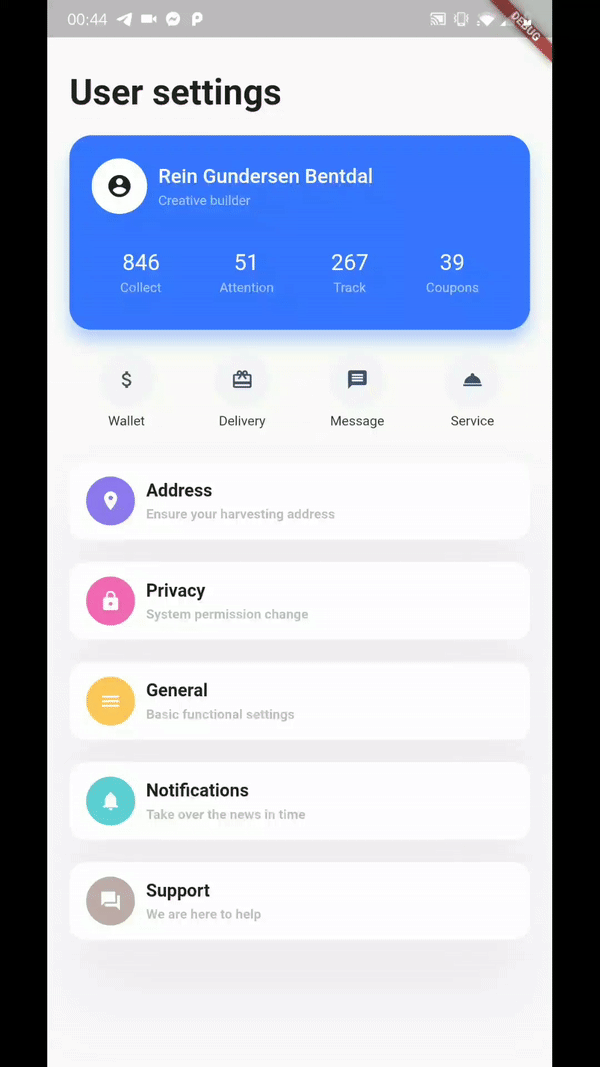 00:44
DEBUG
User settings
Rein Gundersen Bentdal
Creative builder
846 51 267 39
Collect Attention Track Coupons
Wallet Delivery Message Service
Address
Ensure your harvesting address
Privacy
System permission change
General
Basic functional settings
Notifications
Take over the news in time
Support
We are here to help